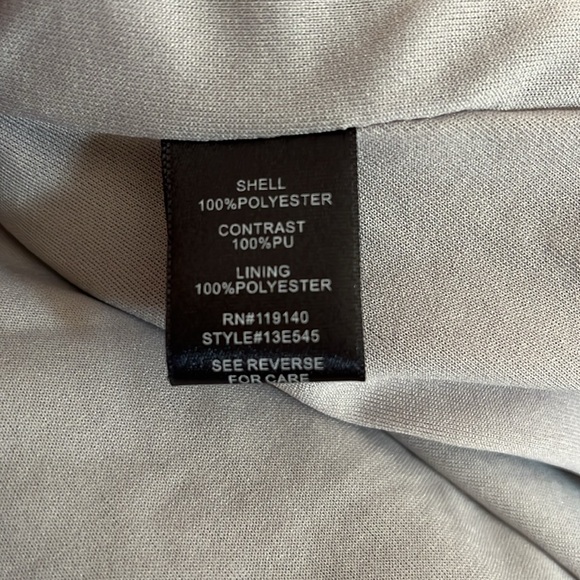 SHELL
100%POLYESTER
CONTRAST
100%PU
LINING
100%POLYESTER
RN#119140
STYLE#13E545
SEE REVERSE
FOR CARE